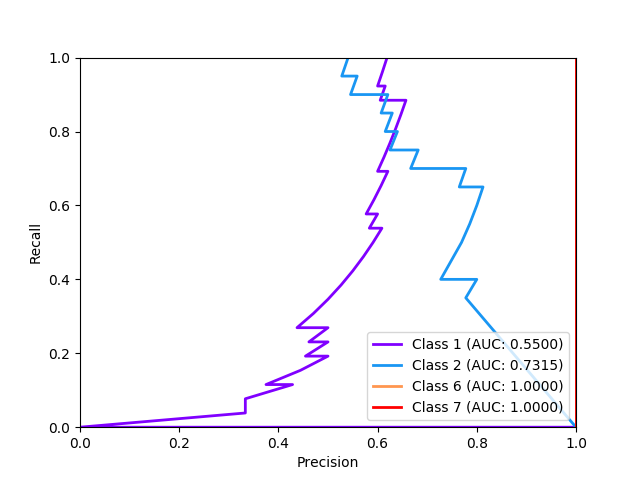 1.0
0.8
0.6
0.4
0.2
0.0
Recall
Class 1 (AUC: 0.5500)
Class 2 (AUC: 0.7315)
Class 6 (AUC: 1.0000)
Class 7 (AUC: 1.0000)
0.0 0.2 0.4 0.6 0.8 1.0
Precision